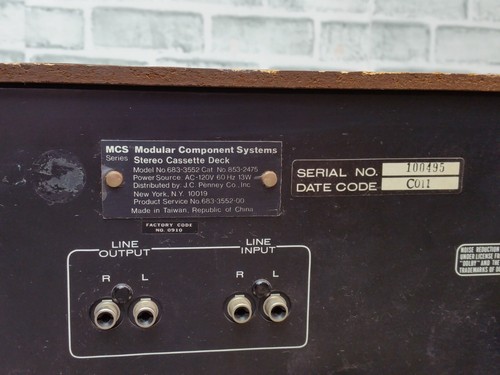 MCS Modular Component Systems
Series Stereo Cassette Deck
Model No. 683-3552 Cat. No. 853-2475
Power Source: AC-120V 60 Hz 13W
Distributed by J.C. Penney Co., Inc.
New York, N.Y. 10019
Product Service No. 683-3552-00
Made in Taiwan, Republic of China
FACTORY CODE
NO. 0910
SERIAL NO. 100495
DATE CODE C011
LINE
OUTPUT
LINE
INPUT
R L
R L
NOISE REDUCTION
UNDER LICENSE
"DOLBY" AND THE
TRADEMARKS OF